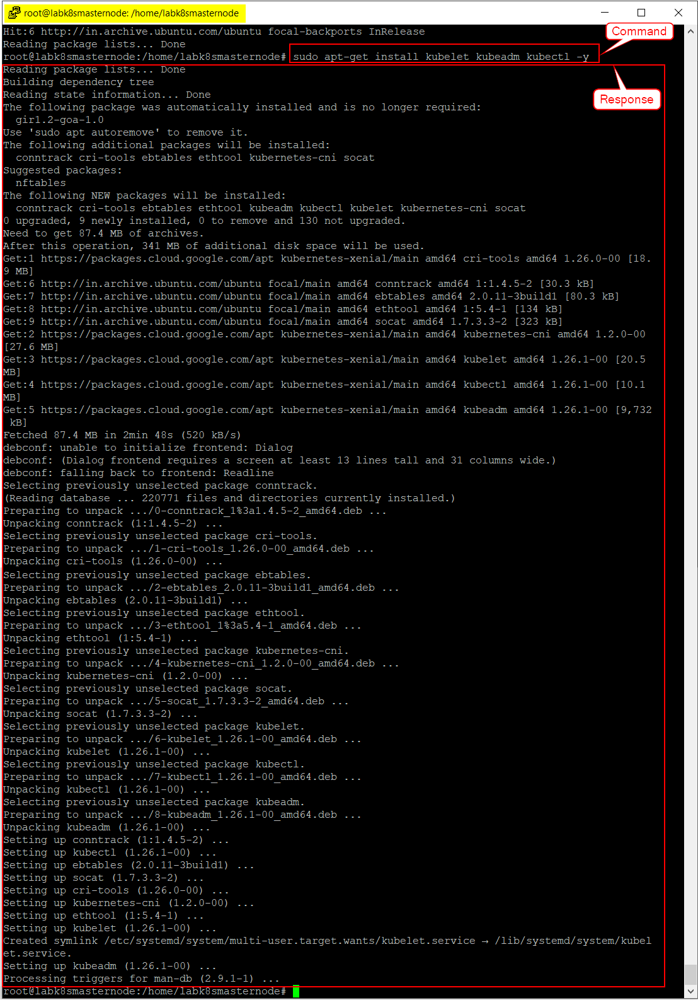 root@labk8smasternode: /home/labk8smasternode
Hit:6 http://in.archive.ubuntu.com/ubuntu focal-backports InRelease
Command
Reading package lists... Done
root@labk8smasternode:/home/labk8smasternode# sudo apt-get install kubelet kubeadm kubectl -y
Reading package lists... Done
Building dependency tree
Reading state information... Done
Response
The following package was automatically installed and is no longer required:
  gir1.2-goa-1.0
Use 'sudo apt autoremove' to remove it.
The following additional packages will be installed:
  conntrack cri-tools ebtables ethtool kubernetes-cni socat
Suggested packages:
  nftables
The following NEW packages will be installed:
  conntrack cri-tools ebtables ethtool kubeadm kubectl kubelet kubernetes-cni socat
0 upgraded, 9 newly installed, 0 to remove and 130 not upgraded.
Need to get 87.4 MB of archives.
After this operation, 341 MB of additional disk space will be used.
Get:1 https://packages.cloud.google.com/apt kubernetes-xenial/main amd64 cri-tools amd64 1.26.0-00 [18.
9 MB]
Get:6 http://in.archive.ubuntu.com/ubuntu focal/main amd64 conntrack amd64 1:1.4.5-2 [30.3 kB]
Get:7 http://in.archive.ubuntu.com/ubuntu focal/main amd64 ebtables amd64 2.0.11-3build1 [80.3 kB]
Get:8 http://in.archive.ubuntu.com/ubuntu focal/main amd64 ethtool amd64 1:5.4-1 [134 kB]
Get:9 http://in.archive.ubuntu.com/ubuntu focal/main amd64 socat amd64 1.7.3.3-2 [323 kB]
Get:2 https://packages.cloud.google.com/apt kubernetes-xenial/main amd64 kubernetes-cni amd64 1.2.0-00
[27.6 MB]
Get:3 https://packages.cloud.google.com/apt kubernetes-xenial/main amd64 kubelet amd64 1.26.1-00 [20.5
MB]
Get:4 https://packages.cloud.google.com/apt kubernetes-xenial/main amd64 kubectl amd64 1.26.1-00 [10.1
MB]
Get:5 https://packages.cloud.google.com/apt kubernetes-xenial/main amd64 kubeadm amd64 1.26.1-00 [9,732
 kB]
Fetched 87.4 MB in 2min 48s (520 kB/s)
debconf: unable to initialize frontend: Dialog
debconf: (Dialog frontend requires a screen at least 13 lines tall and 31 columns wide.)
debconf: falling back to frontend: Readline
Selecting previously unselected package conntrack.
(Reading database ... 220771 files and directories currently installed.)
Preparing to unpack .../0-conntrack_1%3a1.4.5-2_amd64.deb ...
Unpacking conntrack (1:1.4.5-2) ...
Selecting previously unselected package cri-tools.
Preparing to unpack .../1-cri-tools_1.26.0-00_amd64.deb ...
Unpacking cri-tools (1.26.0-00) ...
Selecting previously unselected package ebtables.
Preparing to unpack .../2-ebtables_2.0.11-3build1_amd64.deb ...
Unpacking ebtables (2.0.11-3build1) ...
Selecting previously unselected package ethtool.
Preparing to unpack .../3-ethtool_1%3a5.4-1_amd64.deb ...
Unpacking ethtool (1:5.4-1) ...
Selecting previously unselected package kubernetes-cni.
Preparing to unpack .../4-kubernetes-cni_1.2.0-00_amd64.deb ...
Unpacking kubernetes-cni (1.2.0-00) ...
Selecting previously unselected package socat.
Preparing to unpack .../5-socat_1.7.3.3-2_amd64.deb ...
Unpacking socat (1.7.3.3-2) ...
Selecting previously unselected package kubelet.
Preparing to unpack .../6-kubelet_1.26.1-00_amd64.deb ...
Unpacking kubelet (1.26.1-00) ...
Selecting previously unselected package kubectl.
Preparing to unpack .../7-kubectl_1.26.1-00_amd64.deb ...
Unpacking kubectl (1.26.1-00) ...
Selecting previously unselected package kubeadm.
Preparing to unpack .../8-kubeadm_1.26.1-00_amd64.deb ...
Unpacking kubeadm (1.26.1-00) ...
Setting up conntrack (1:1.4.5-2) ...
Setting up kubectl (1.26.1-00) ...
Setting up ebtables (2.0.11-3build1) ...
Setting up socat (1.7.3.3-2) ...
Setting up cri-tools (1.26.0-00) ...
Setting up kubernetes-cni (1.2.0-00) ...
Setting up ethtool (1:5.4-1) ...
Setting up kubelet (1.26.1-00) ...
Created symlink /etc/systemd/system/multi-user.target.wants/kubelet.service → /lib/systemd/system/kubel
et.service.
Setting up kubeadm (1.26.1-00) ...
Processing triggers for man-db (2.9.1-1) ...
root@labk8smasternode:/home/labk8smasternode#